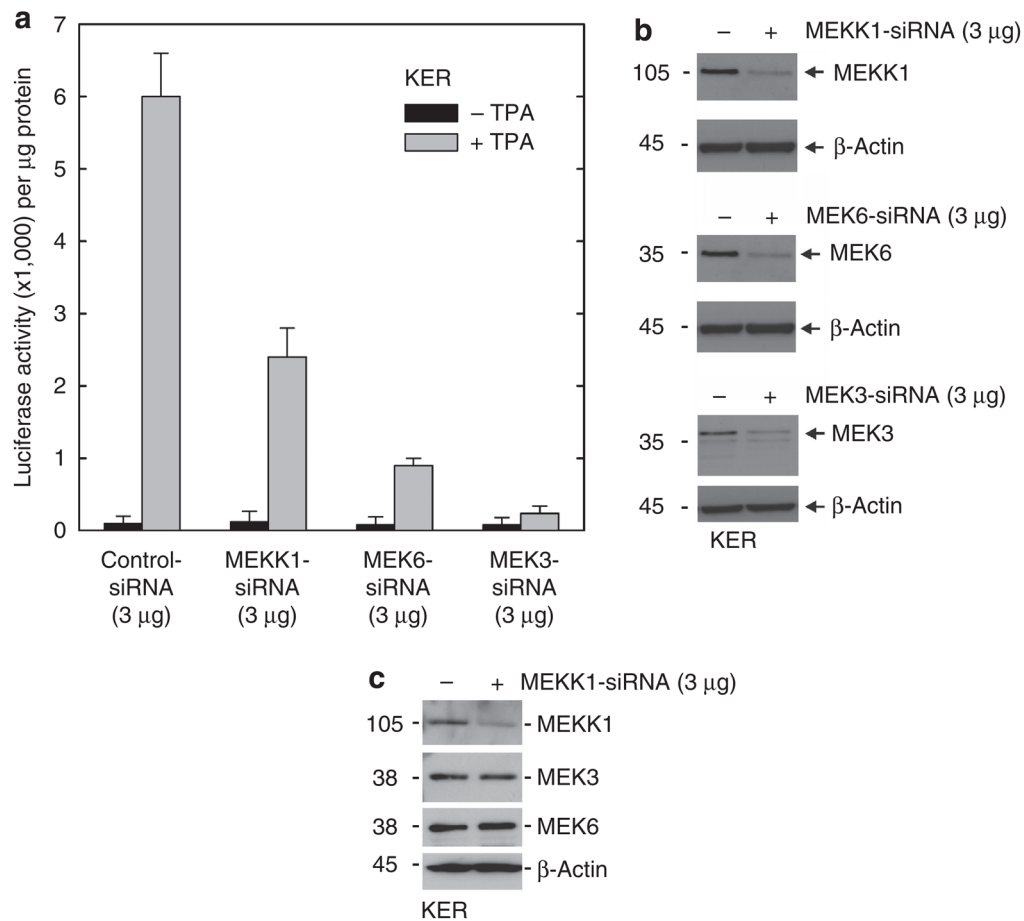 a
7
6
5
4
3
2
1
0
Luciferase activity (x1,000) per μg protein
KER
– TPA
+ TPA
Control-
siRNA
(3 μg)
MEKK1-
siRNA
(3 μg)
MEK6-
siRNA
(3 μg)
MEK3-
siRNA
(3 μg)
b
– + MEKK1-siRNA (3 μg)
105 - MEKK1
45 - β-Actin
– + MEK6-siRNA (3 μg)
35 - MEK6
45 - β-Actin
– + MEK3-siRNA (3 μg)
35 - MEK3
45 - β-Actin
KER
c
– + MEKK1-siRNA (3 μg)
105 - - MEKK1
38 - - MEK3
38 - - MEK6
45 - - β-Actin
KER